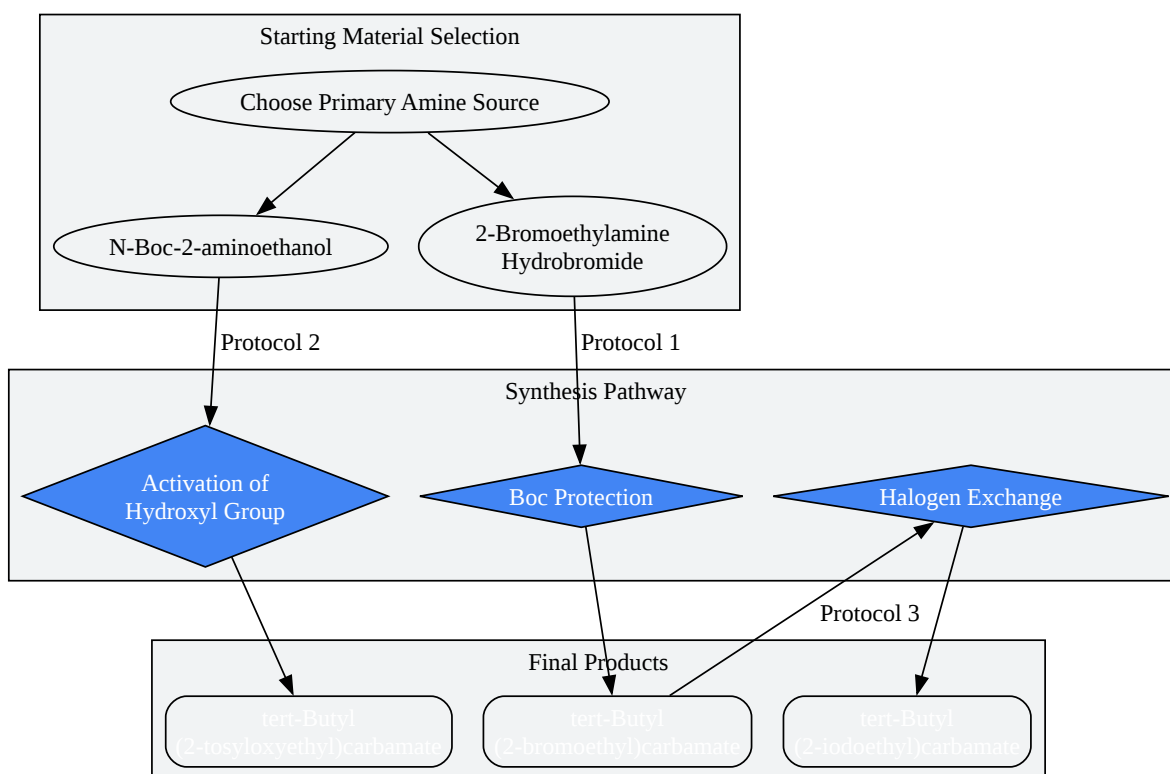 Starting Material Selection
Choose Primary Amine Source
N-Boc-2-aminoethanol
2-Bromoethylamine
Hydrobromide
Protocol 2
Protocol 1
Synthesis Pathway
Activation of
Hydroxyl Group
Boc Protection
Halogen Exchange
Protocol 3
Final Products
tert-Butyl
(2-tosyloxyethyl)carbamate
tert-Butyl
(2-bromoethyl)carbamate
tert-Butyl
(2-iodoethyl)carbamate